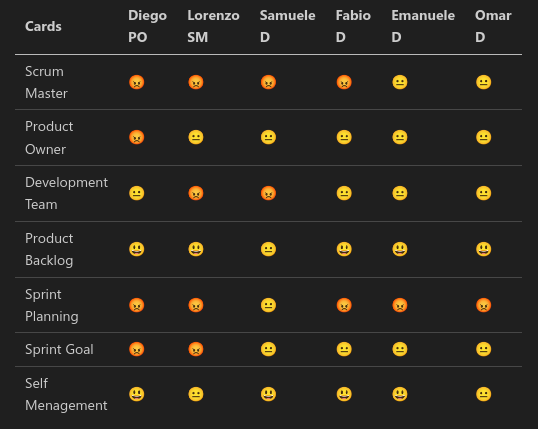 Cards Diego PO Lorenzo SM Samuele D Fabio D Emanuele D Omar D
Scrum Master 😡 😡 😡 😡 😐 😐
Product Owner 😡 😐 😐 😐 😐 😐
Development Team 😐 😡 😡 😐 😐 😐
Product Backlog 😃 😃 😐 😃 😃 😃
Sprint Planning 😡 😡 😐 😡 😡 😡
Sprint Goal 😡 😡 😐 😐 😐 😐
Self Menagement 😃 😐 😃 😃 😃 😐